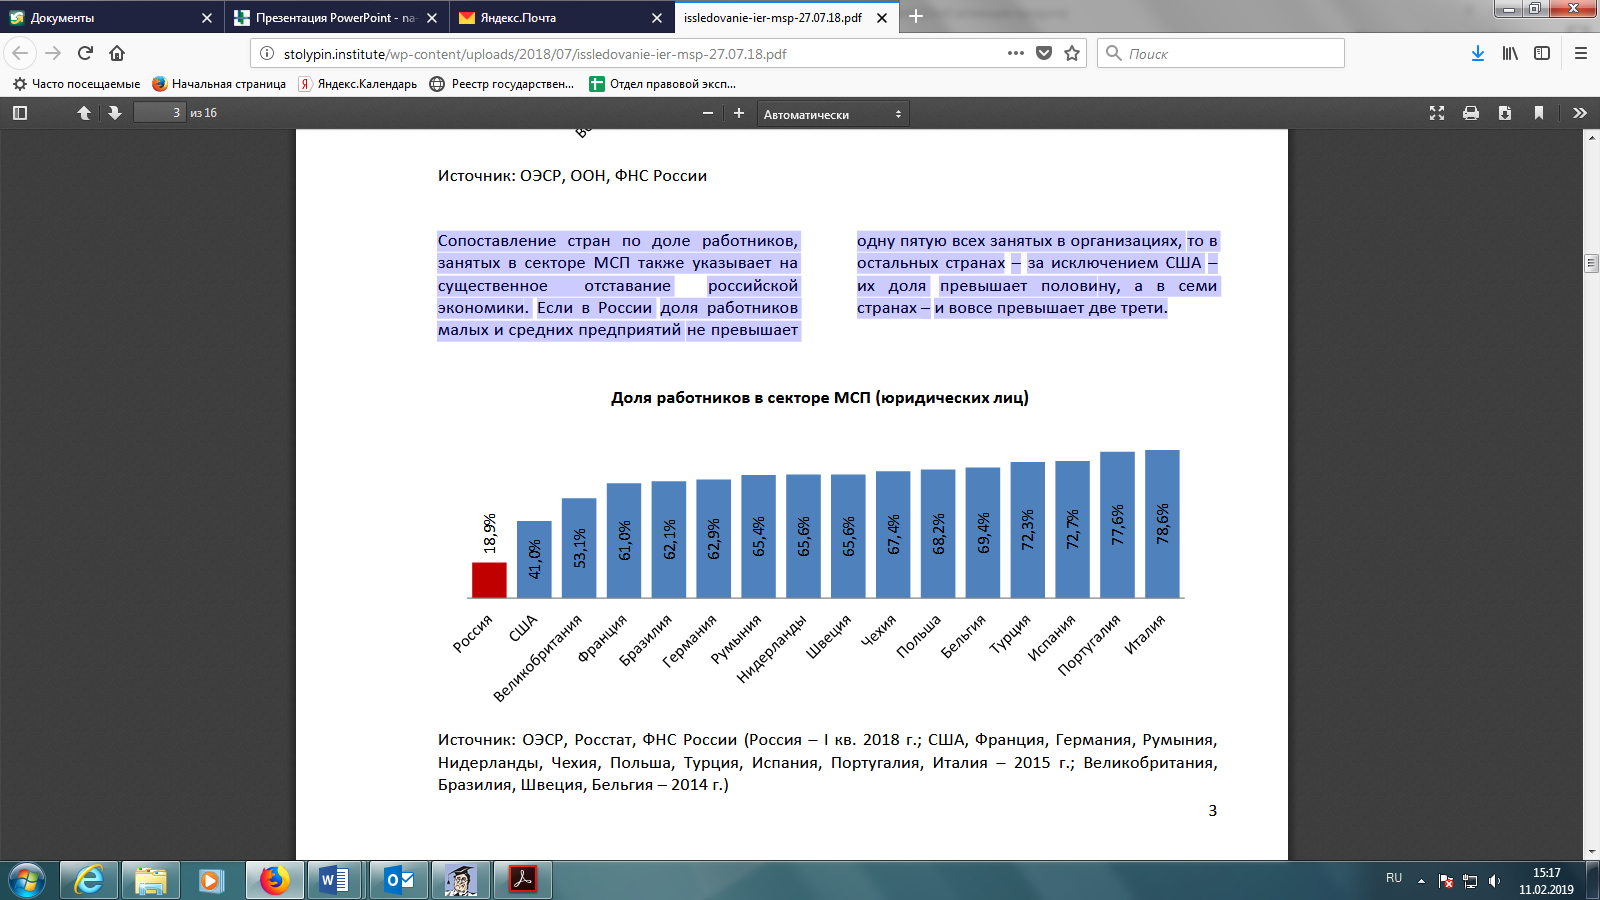 Документы
Презентация PowerPoint - na-
Яндекс.Почта
issledovanie-ier-msp-27.07.18.pdf
stolypin.institute/wp-content/uploads/2018/07/issledovanie-ier-msp-27.07.18.pdf
Поиск
Часто посещаемые
Начальная страница
Яндекс.Календарь
Реестр государствен...
Отдел правовой эксп...
3 из 16
Автоматически
Источник: ОЭСР, ООН, ФНС России
Сопоставление стран по доле работников,
занятых в секторе МСП также указывает на
существенное отставание российской
экономики. Если в России доля работников
малых и средних предприятий не превышает
одну пятую всех занятых в организациях, то в
остальных странах – за исключением США –
их доля превышает половину, а в семи
странах – и вовсе превышает две трети.
Доля работников в секторе МСП (юридических лиц)
18,9%
41,0%
53,1%
61,0%
62,1%
62,9%
65,4%
65,6%
65,6%
67,4%
68,2%
69,4%
72,3%
72,7%
77,6%
78,6%
Россия
США
Великобритания
Франция
Бразилия
Германия
Румыния
Нидерланды
Швеция
Чехия
Польша
Бельгия
Турция
Испания
Португалия
Италия
Источник: ОЭСР, Росстат, ФНС России (Россия – I кв. 2018 г.; США, Франция, Германия, Румыния,
Нидерланды, Чехия, Польша, Турция, Испания, Португалия, Италия – 2015 г.; Великобритания,
Бразилия, Швеция, Бельгия – 2014 г.)
3
RU
15:17
11.02.2019